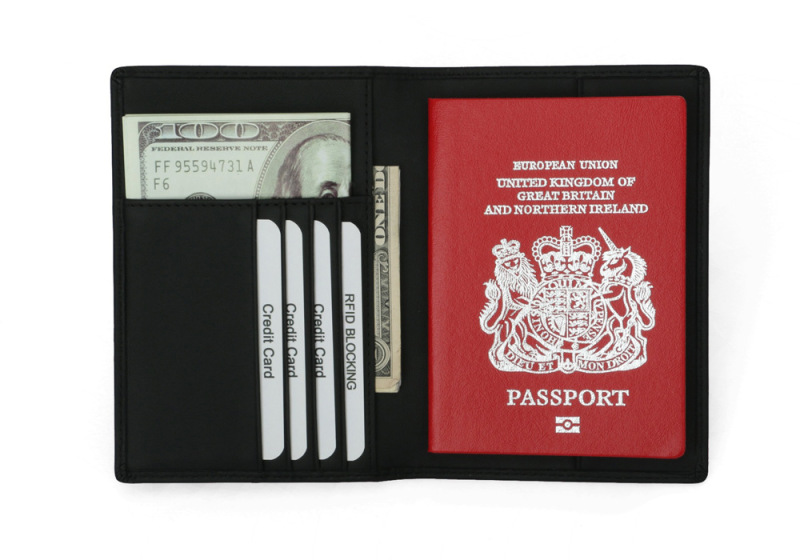 100
FEDERAL RESERVE NOTE
FF 95594731 A
F6
ONE
Credit Card
Credit Card
Credit Card
RFID BLOCKING
EUROPEAN UNION
UNITED KINGDOM OF
GREAT BRITAIN
AND NORTHERN IRELAND
DIEU ET MON DROIT
PASSPORT